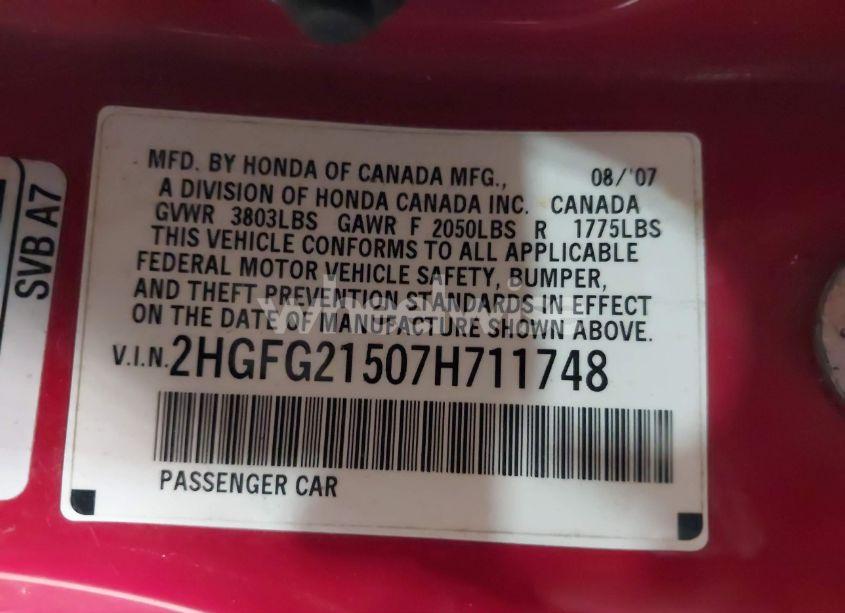 MFD. BY HONDA OF CANADA MFG., 08/'07
A DIVISION OF HONDA CANADA INC. CANADA
GVWR 3803LBS GAWR F 2050LBS R 1775LBS
THIS VEHICLE CONFORMS TO ALL APPLICABLE
FEDERAL MOTOR VEHICLE SAFETY, BUMPER,
AND THEFT PREVENTION STANDARDS IN EFFECT
ON THE DATE OF MANUFACTURE SHOWN ABOVE.
V.I.N. 2HGFG21507H711748
PASSENGER CAR
SVB A7